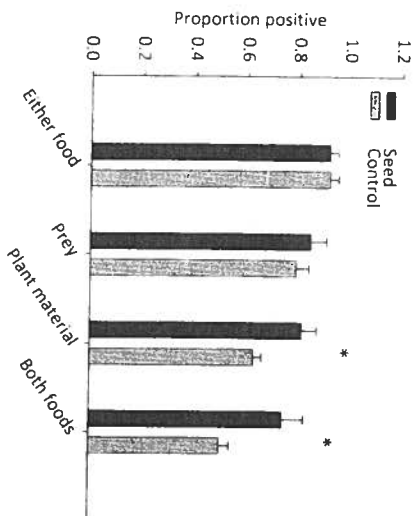 Proportion positive
1.2
1.0
0.8
0.6
0.4
0.2
0.0
Seed
Control
*
*
Either food
Prey
Plant material
Both foods